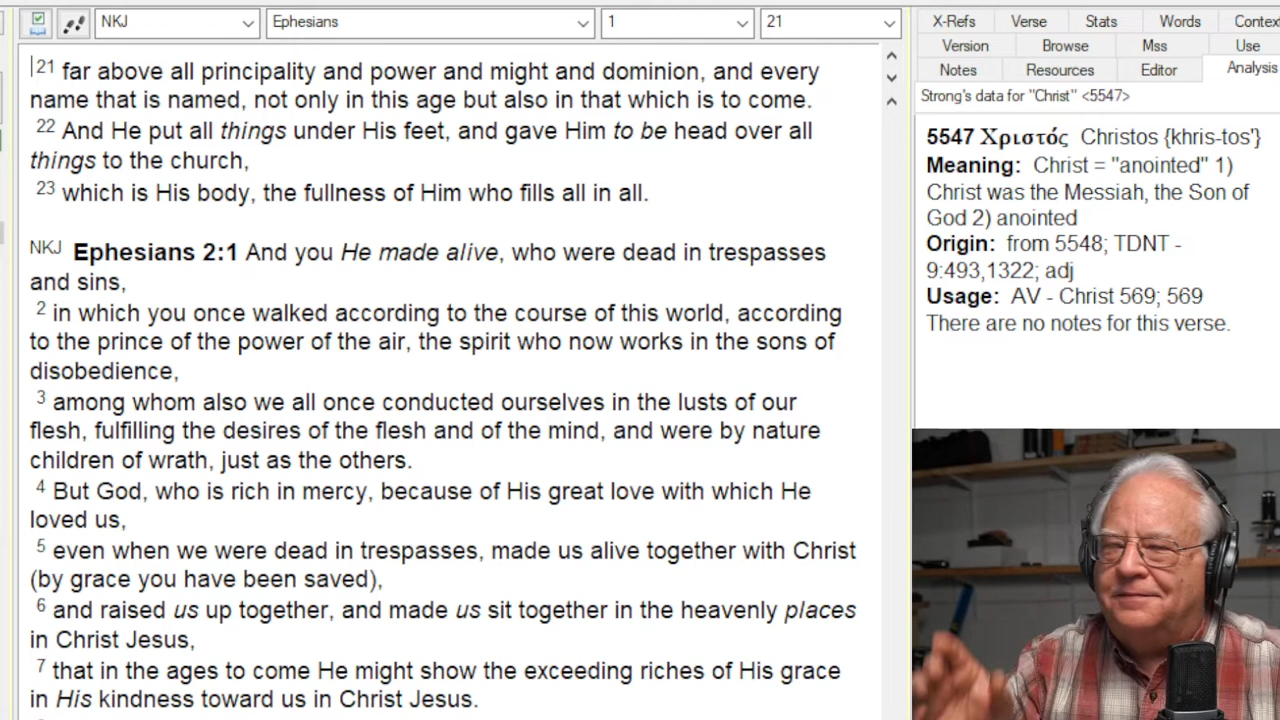 NKJ Ephesians 1 21
21 far above all principality and power and might and dominion, and every
name that is named, not only in this age but also in that which is to come.
22 And He put all things under His feet, and gave Him to be head over all
things to the church,
23 which is His body, the fullness of Him who fills all in all.
NKJ Ephesians 2:1 And you He made alive, who were dead in trespasses
and sins,
2 in which you once walked according to the course of this world, according
to the prince of the power of the air, the spirit who now works in the sons of
disobedience,
3 among whom also we all once conducted ourselves in the lusts of our
flesh, fulfilling the desires of the flesh and of the mind, and were by nature
children of wrath, just as the others.
4 But God, who is rich in mercy, because of His great love with which He
loved us,
5 even when we were dead in trespasses, made us alive together with Christ
(by grace you have been saved),
6 and raised us up together, and made us sit together in the heavenly places
in Christ Jesus,
7 that in the ages to come He might show the exceeding riches of His grace
in His kindness toward us in Christ Jesus.
X-Refs Verse Stats Words Contex
Version Browse Mss Use
Notes Resources Editor Analysis
Strong's data for "Christ" <5547>
5547 Χριστός Christos {khris-tos'}
Meaning: Christ = "anointed" 1)
Christ was the Messiah, the Son of
God 2) anointed
Origin: from 5548; TDNT -
9:493,1322; adj
Usage: AV - Christ 569; 569
There are no notes for this verse.